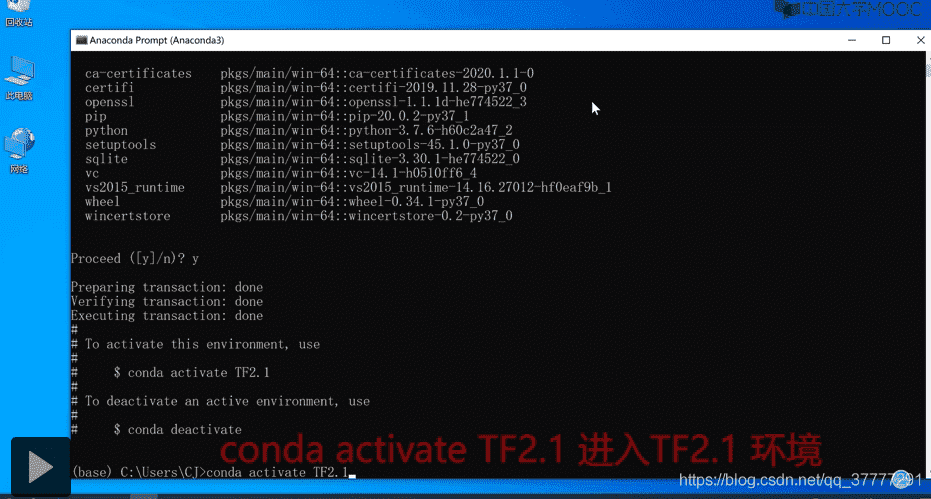 中国大学MOOC
回收站
Anaconda Prompt (Anaconda3)
此电脑
网络
ca-certificates pkgs/main/win-64::ca-certificates-2020.1.1-0
certifi pkgs/main/win-64::certifi-2019.11.28-py37_0
openssl pkgs/main/win-64::openssl-1.1.1d-he774522_3
pip pkgs/main/win-64::pip-20.0.2-py37_1
python pkgs/main/win-64::python-3.7.6-h60c2a47_2
setuptools pkgs/main/win-64::setuptools-45.1.0-py37_0
sqlite pkgs/main/win-64::sqlite-3.30.1-he774522_0
vc pkgs/main/win-64::vc-14.1-h0510ff6_4
vs2015_runtime pkgs/main/win-64::vs2015_runtime-14.16.27012-hf0eaf9b_1
wheel pkgs/main/win-64::wheel-0.34.1-py37_0
wincertstore pkgs/main/win-64::wincertstore-0.2-py37_0
Proceed ([y]/n)? y
Preparing transaction: done
Verifying transaction: done
Executing transaction: done
#
# To activate this environment, use
#
# $ conda activate TF2.1
#
# To deactivate an active environment, use
#
# $ conda deactivate
conda activate TF2.1 进入TF2.1 环境
(base) C:\Users\CJ>conda activate TF2.1
https://blog.csdn.net/qq_37777291